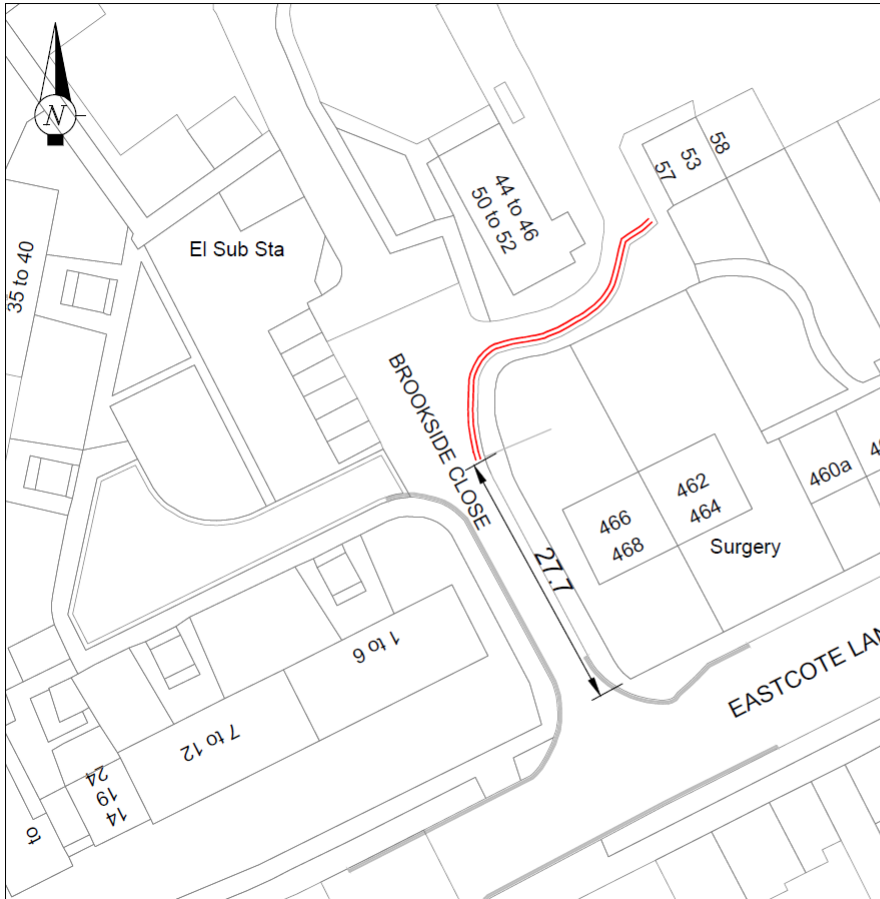 N
58
53
57
44 to 46
50 to 52
El Sub Sta
35 to 40
BROOKSIDE CLOSE
462
464
466
468
460a
Surgery
27.7
1 to 6
EASTCOTE LAN
7 to 12
24
19
14
to